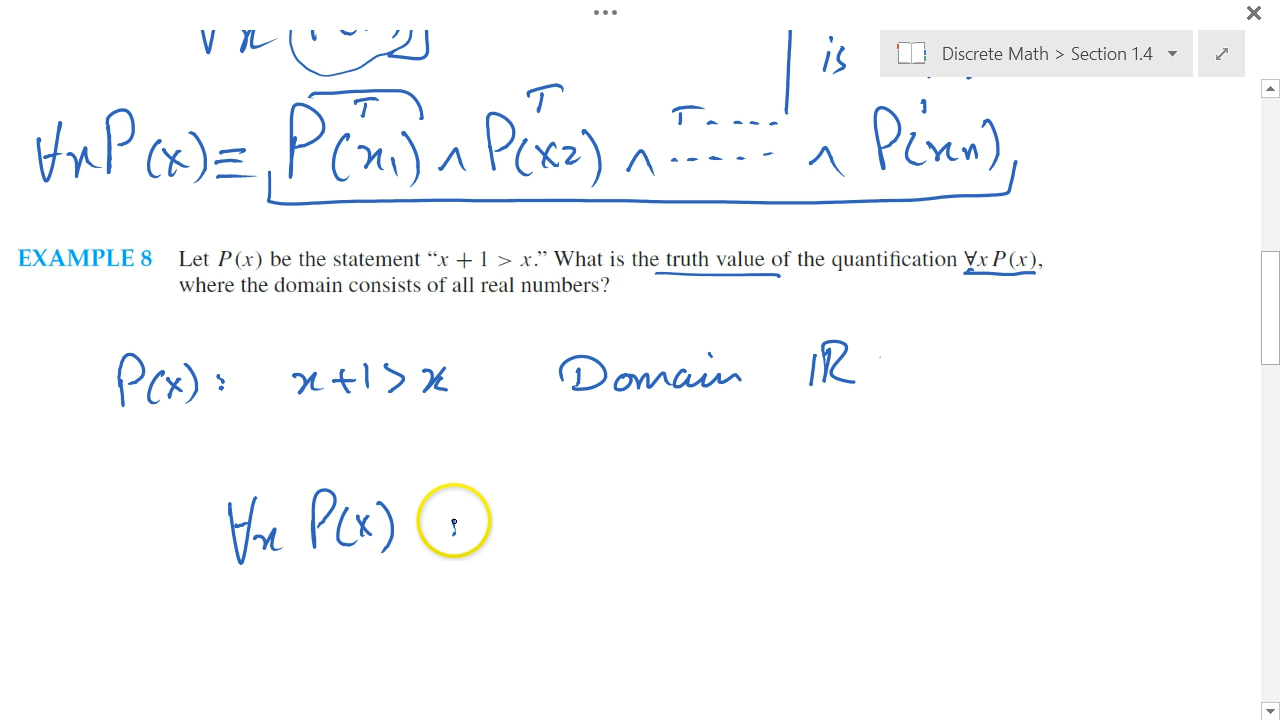 Discrete Math > Section 1.4
∀x
is
∀x P(x) ≡ P(x1) ∧ P(x2) ∧ ...... ∧ P(xn)
T T T.....
EXAMPLE 8 Let P(x) be the statement “x + 1 > x.” What is the truth value of the quantification ∀x P(x),
where the domain consists of all real numbers?
P(x): x+1 > x Domain ℝ
∀x P(x)